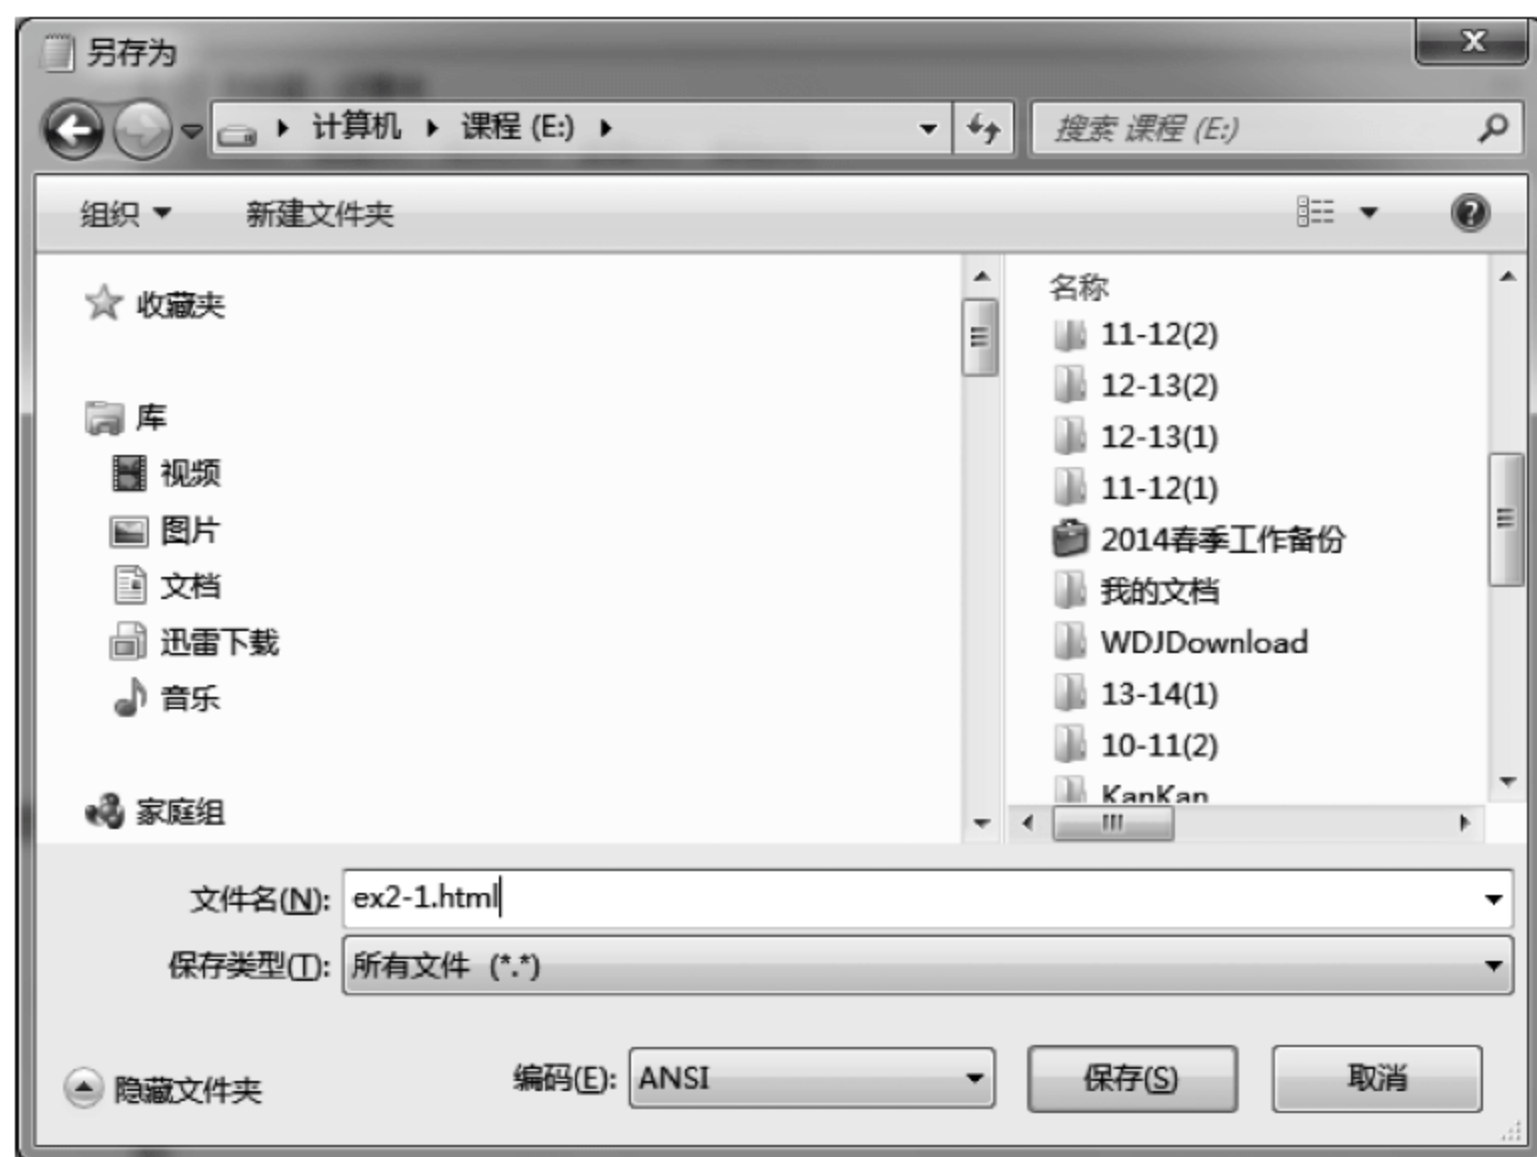 另存为
计算机 课程 (E:) 搜索 课程 (E:)
组织 新建文件夹
收藏夹
库
视频
图片
文档
迅雷下载
音乐
家庭组
名称
11-12(2)
12-13(2)
12-13(1)
11-12(1)
2014春季工作备份
我的文档
WDJDownload
13-14(1)
10-11(2)
KanKan
文件名(N): ex2-1.html
保存类型(T): 所有文件 (*.*)
隐藏文件夹 编码(E): ANSI 保存(S) 取消